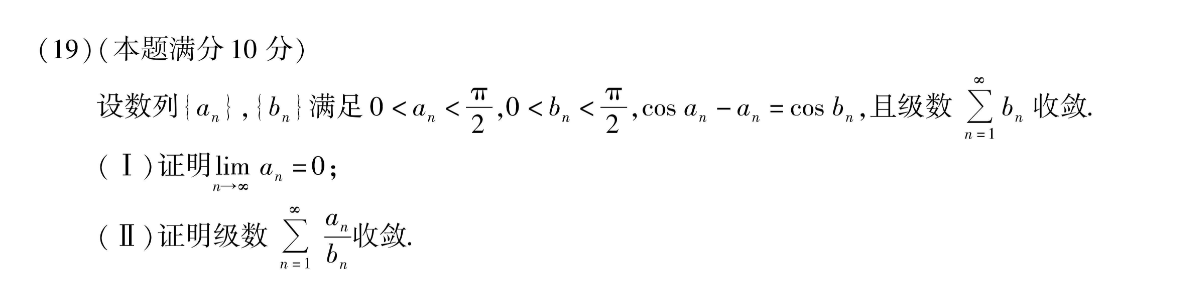 (19)(本题满分 10 分)
设数列{aₙ},{bₙ}满足 0 < aₙ < π/2, 0 < bₙ < π/2, cos aₙ − aₙ = cos bₙ, 且级数 ∑_{n=1}^{∞} bₙ 收敛.
(Ⅰ)证明 lim_{n→∞} aₙ = 0;
(Ⅱ)证明级数 ∑_{n=1}^{∞} aₙ/bₙ 收敛.